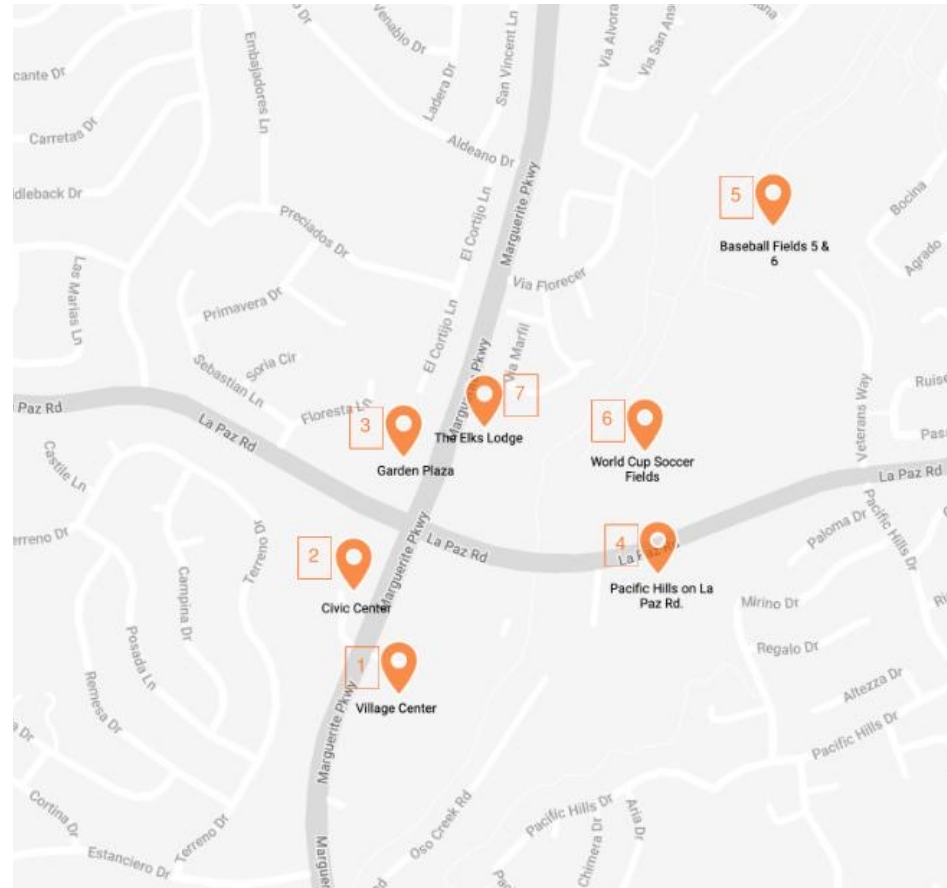 Venabio Dr
Ladera Dr
San Vincent Ln
Via Alvora
Via San Ans
Embajadores Ln
Carretas Dr
Aldeano Dr
dleback Dr
Marguerite Pkwy
5
Baseball Fields 5 &
6
Bocina
Agrado
El Cortijo Ln
Preciados Dr
Las Marias Ln
Primavera Dr
Via Florecer
Soria Cir
El Cortijo Ln
Via Marfil
Sebastian Ln
Floresta Ln
Marguerite Pkwy
7
The Elks Lodge
3
Garden Plaza
6
World Cup Soccer
Fields
Veterans Way
Paz Rd
La Paz Rd
La Paz Rd
Castile Ln
Terreno Dr
Marguerite Pkwy
La Paz Rd
4
La Paz Rd
Pacific Hills on La
Paz Rd.
Paloma Dr
Pacific Hills Dr
2
Civic Center
Campina Dr
Posada Ln
Remesa Dr
Mirino Dr
Regalo Dr
1
Village Center
Marguerite Pkwy
Altezza Dr
Pacific Hills Dr
Cortina Dr
Estanciero Dr
Terreno Dr
Oso Creek Rd
Pacific Hills Dr
Chimera Dr
Aria Dr